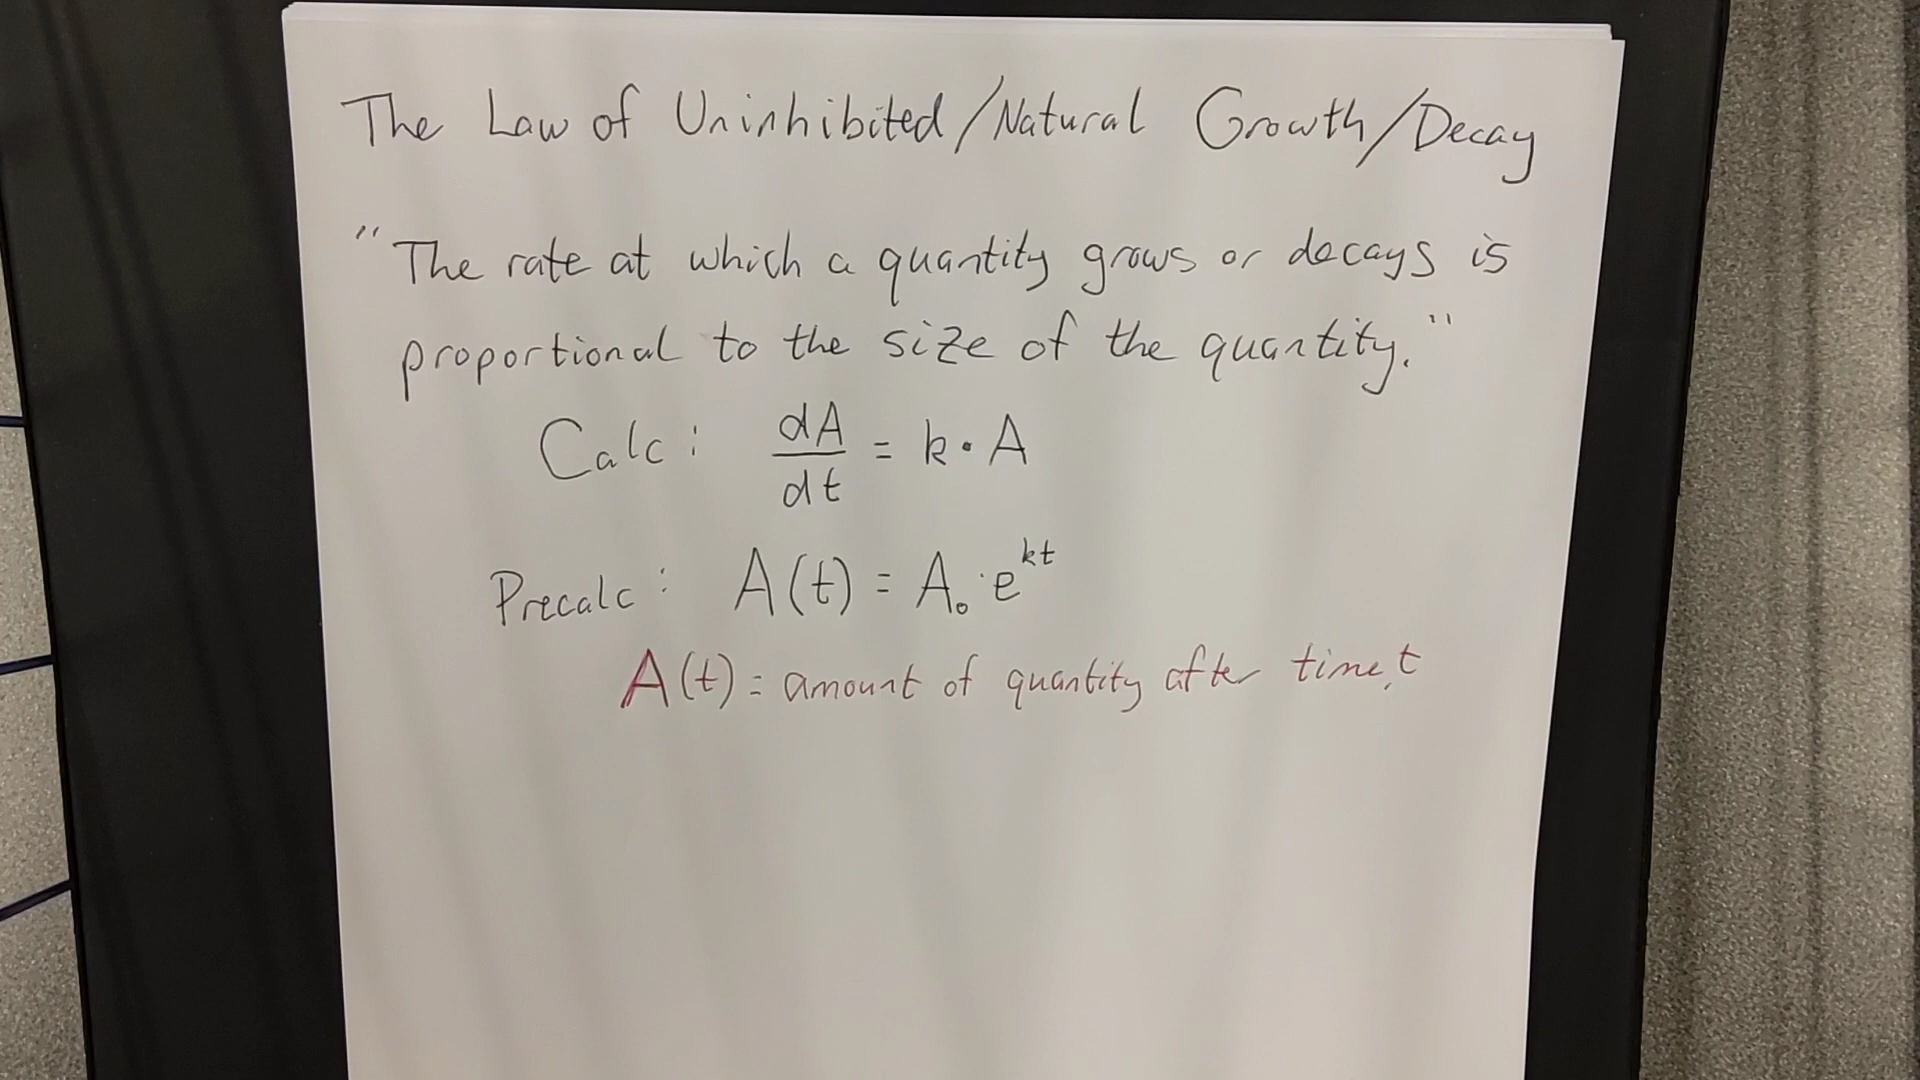 The Law of Uninhibited/Natural Growth/Decay
"The rate at which a quantity grows or decays is
proportional to the size of the quantity."
Calc: dA/dt = k · A
Precalc: A(t) = A₀ · e^kt
A(t) = amount of quantity after time, t